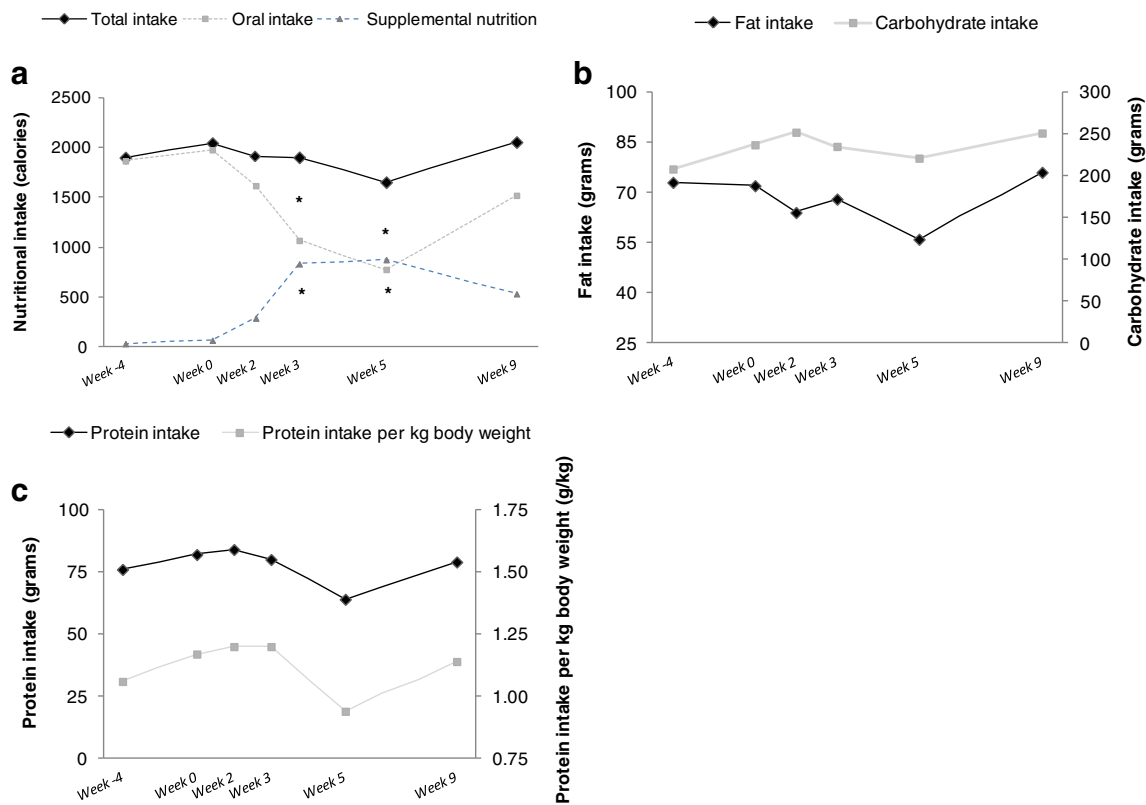 Total intake Oral intake Supplemental nutrition
Fat intake Carbohydrate intake
a
Nutritional intake (calories)
2500
2000
1500
1000
500
0
*
*
*
*
Week -4 Week 0 Week 2 Week 3 Week 5 Week 9
b
Fat intake (grams)
100
85
70
55
40
25
300
250
200
150
100
50
0
Carbohydrate intake (grams)
Week -4 Week 0 Week 2 Week 3 Week 5 Week 9
Protein intake Protein intake per kg body weight
c
Protein intake (grams)
100
75
50
25
0
1.75
1.50
1.25
1.00
0.75
Protein intake per kg body weight (g/kg)
Week -4 Week 0 Week 2 Week 3 Week 5 Week 9